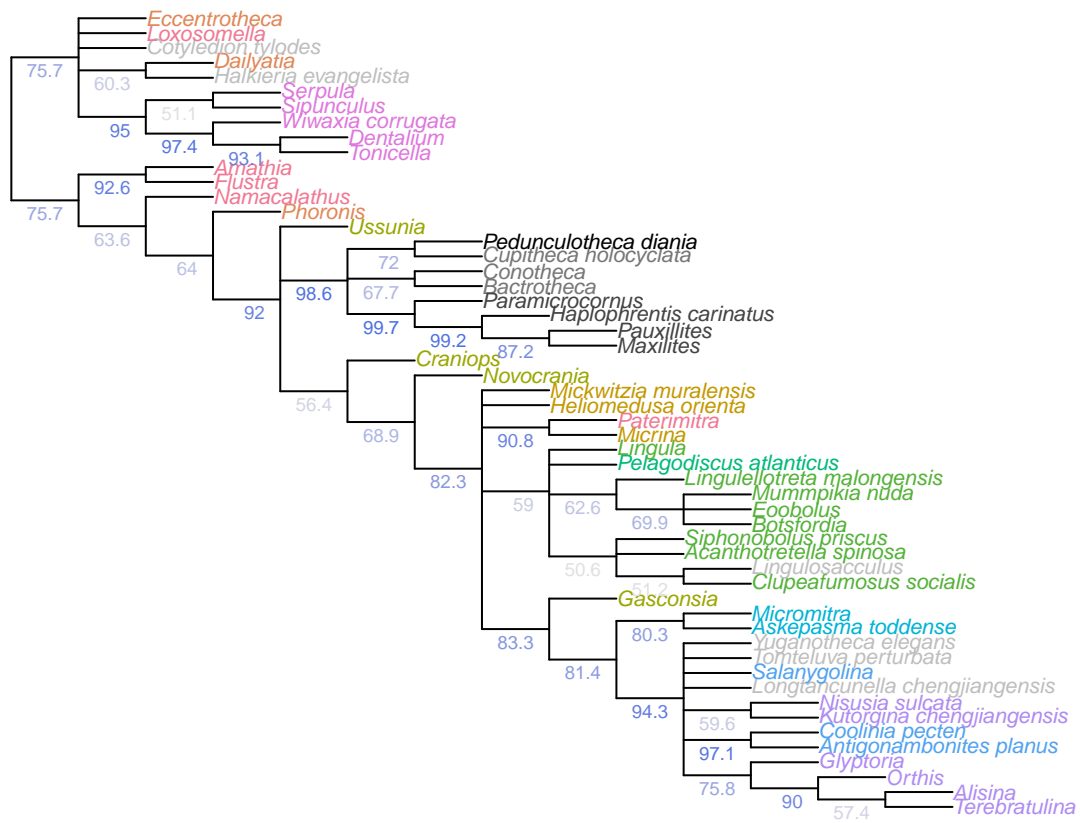 Eccentrotheca
Loxosomella
Cotyledion tylodes
75.7
Dailyatia
60.3
Halkieria evangelista
Serpula
51.1
Sipunculus
Wiwaxia corrugata
95
Dentalium
97.4
93.1
Tonicella
Amathia
92.6
Flustra
Namacalathus
75.7
Phoronis
Ussunia
63.6
Pedunculotheca diania
Cupitheca holocyclata
64
72
Conotheca
Bactrotheca
98.6
67.7
Paramicrocornus
92
Haplophrentis carinatus
99.7
Pauxillites
99.2
Maxilites
87.2
Craniops
Novocrania
Mickwitzia muralensis
56.4
Heliomedusa orienta
Paterimitra
68.9
Micrina
90.8
Lingula
Pelagodiscus atlanticus
82.3
Lingulellotreta malongensis
Mummpikia nuda
59
62.6
Eoobolus
69.9
Botsfordia
Siphonobolus priscus
Acanthotretella spinosa
50.6
Lingulosacculus
51.2
Clupeafumosus socialis
Gasconsia
Micromitra
80.3
Askepasma toddense
83.3
Yuganotheca elegans
Tomteluva perturbata
81.4
Salanygolina
Longtancunella chengjiangensis
Nisusia sulcata
94.3
59.6
Kutorgina chengjiangensis
Coolinia pecten
97.1
Antigonambonites planus
Glyptoria
Orthis
75.8
Alisina
90
Terebratulina
57.4